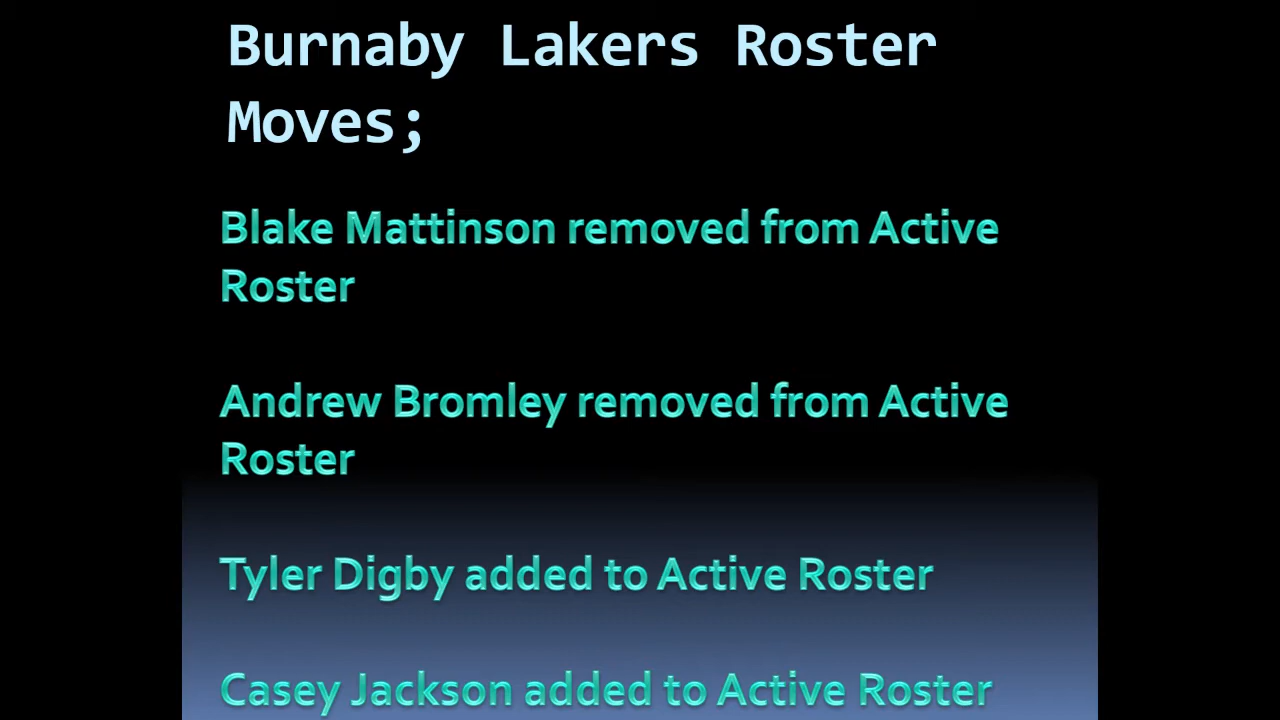 Burnaby Lakers Roster
Moves;
Blake Mattinson removed from Active
Roster
Andrew Bromley removed from Active
Roster
Tyler Digby added to Active Roster
Casey Jackson added to Active Roster